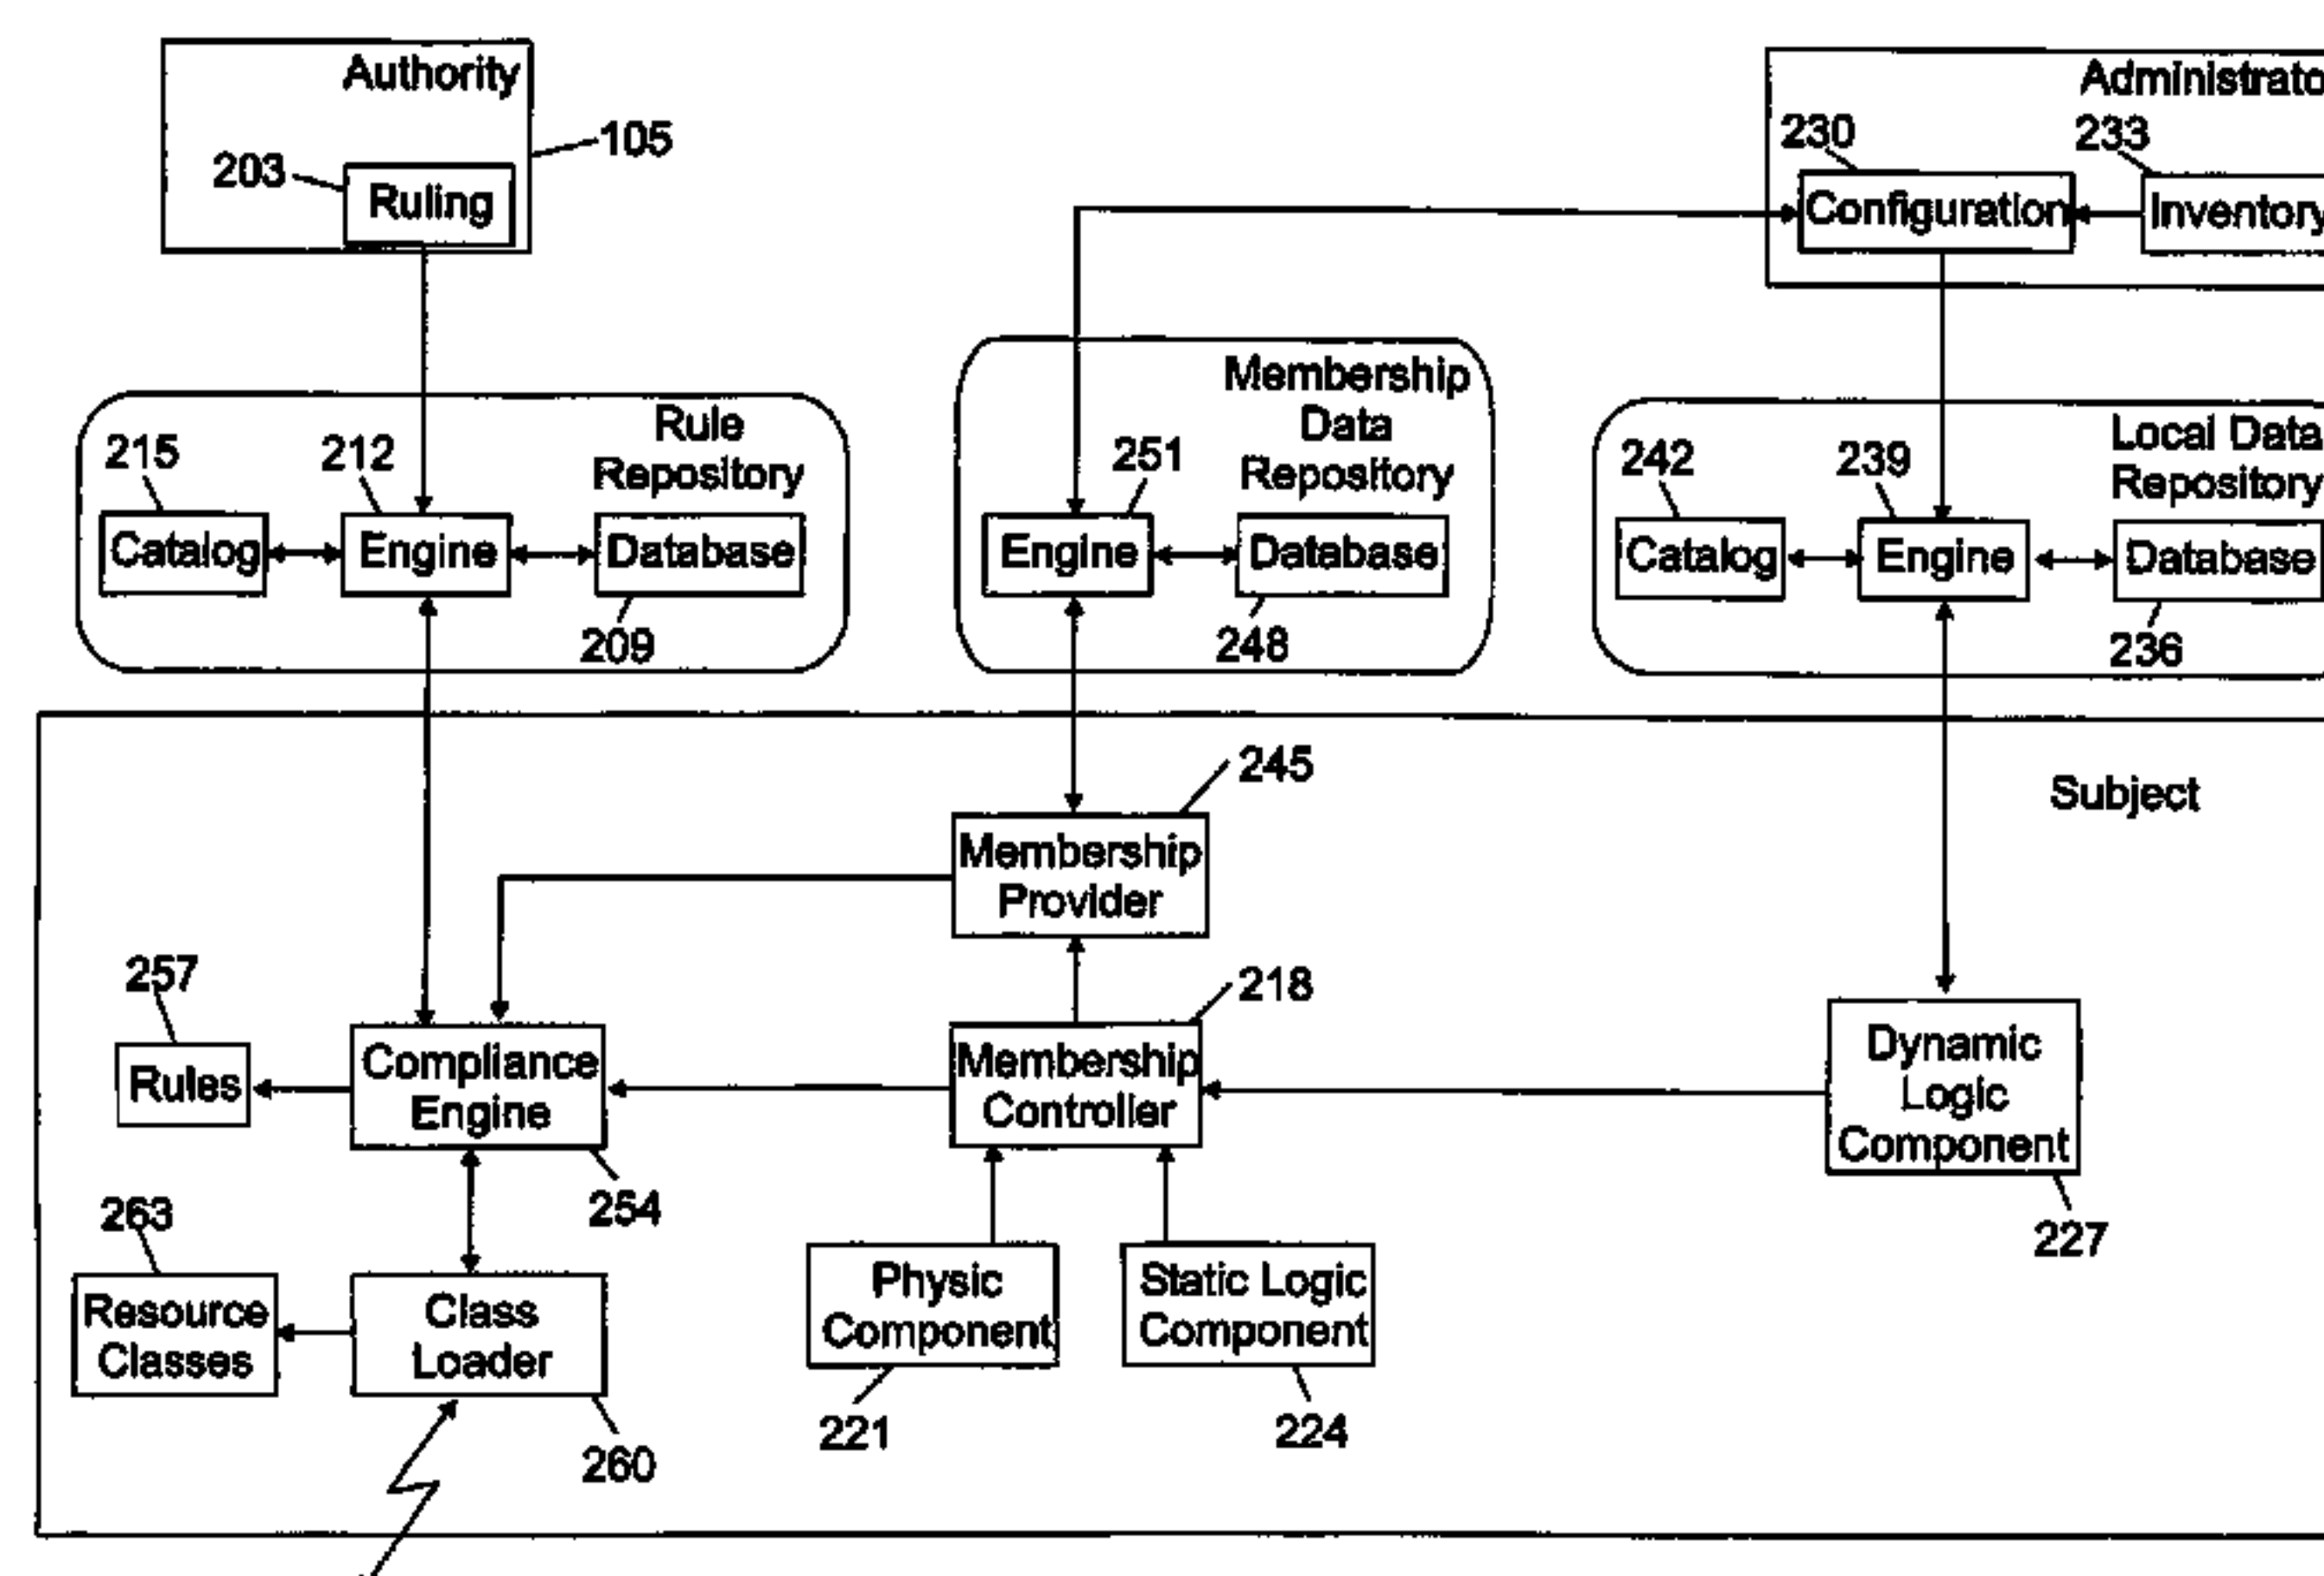 Authority
105
203
Ruling
Administrato
230
233
Configuration
Inventory
Rule
Repository
215
212
Catalog
Engine
Database
209
Membership
Data
Repository
251
Engine
Database
248
Local Data
Repository
242
239
Catalog
Engine
Database
236
Subject
245
Membership
Provider
257
218
Rules
Compliance
Engine
254
Membership
Controller
Dynamic
Logic
Component
227
263
Resource
Classes
Class
Loader
260
Physic
Component
221
Static Logic
Component
224